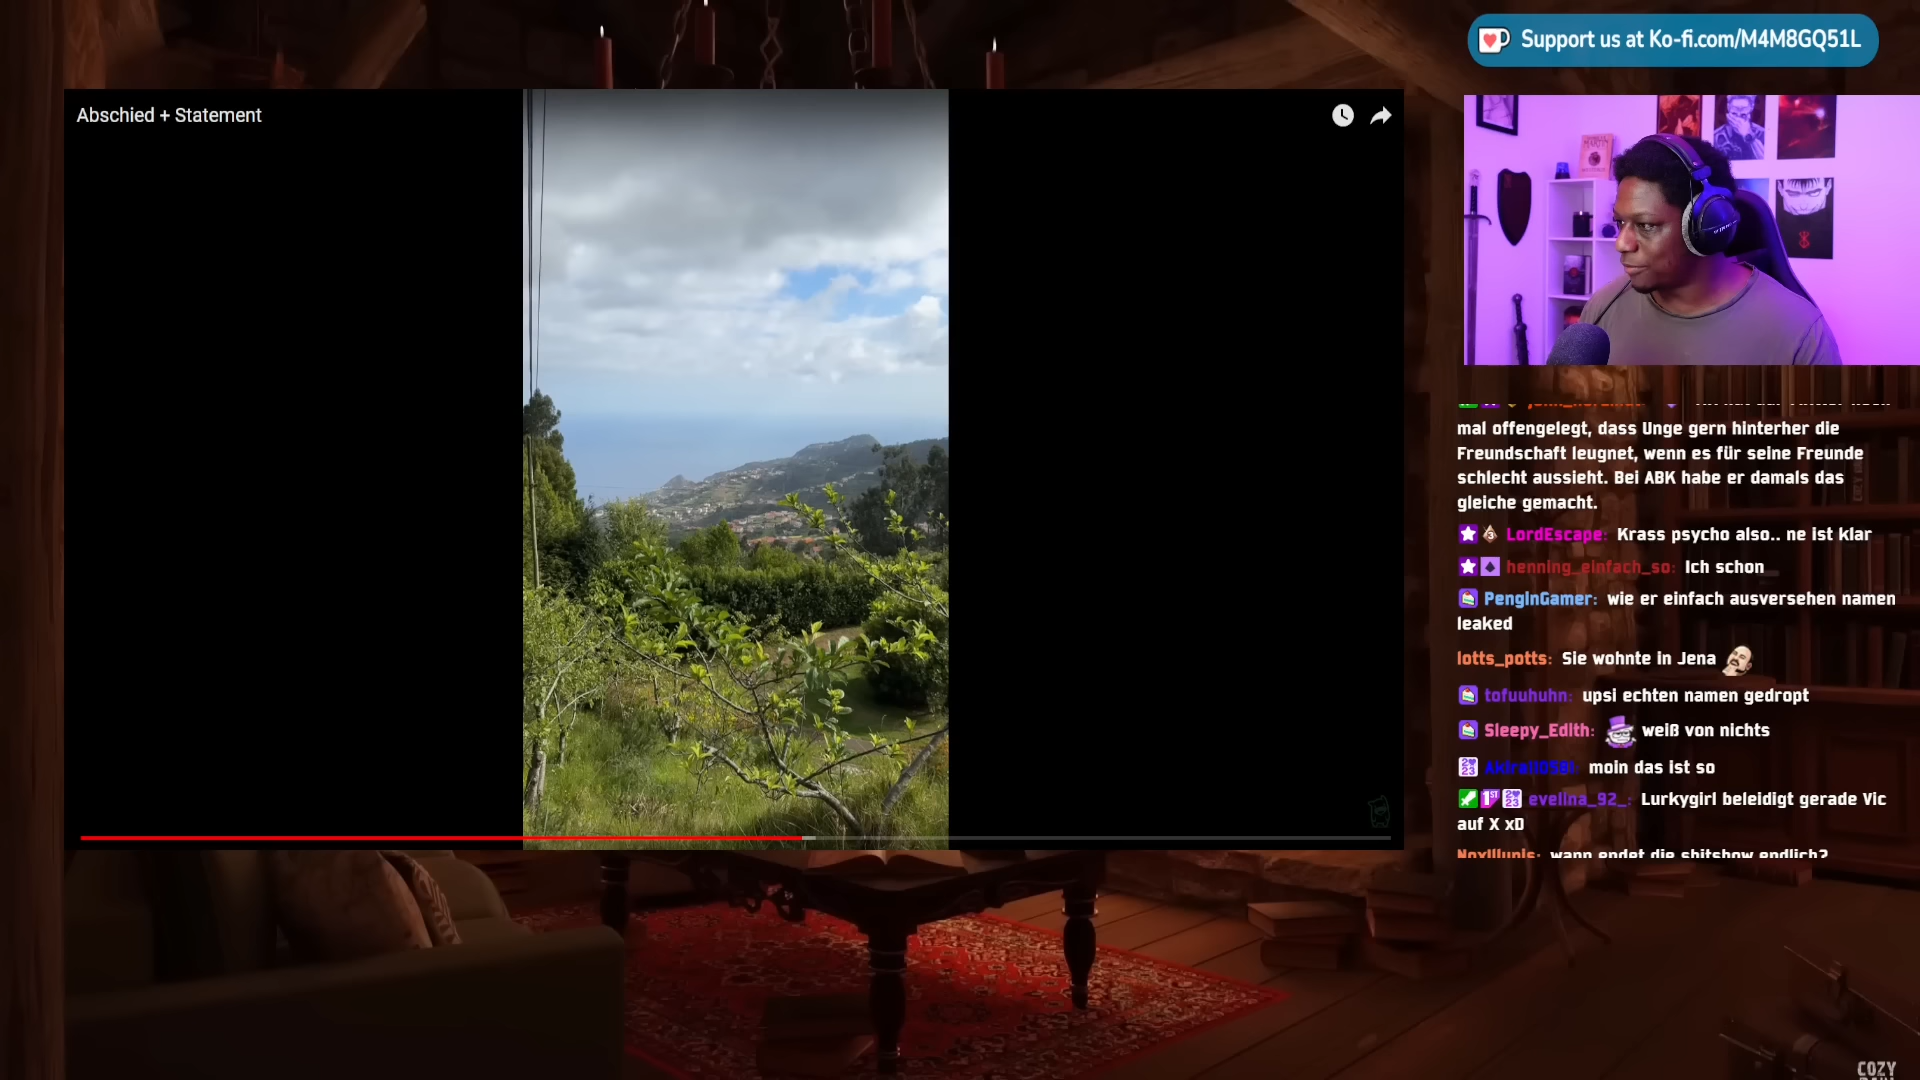 Support us at Ko-fi.com/M4M8GQ51L
Abschied + Statement
mal offengelegt, dass Unge gern hinterher die
Freundschaft leugnet, wenn es für seine Freunde
schlecht aussieht. Bei ABK habe er damals das
gleiche gemacht.
LordEscape: Krass psycho also.. ne ist klar
henning_einfach_so: Ich schon
PenginGamer: wie er einfach ausversehen namen
leaked
lotts_potts: Sie wohnte in Jena
tofuuhuhn: upsi echten namen gedropt
Sleepy_Edith: weiß von nichts
moin das ist so
evelina_92_: Lurkygirl beleidigt gerade Vic
auf X xD
wann endet die shitshow endlich?
COZY